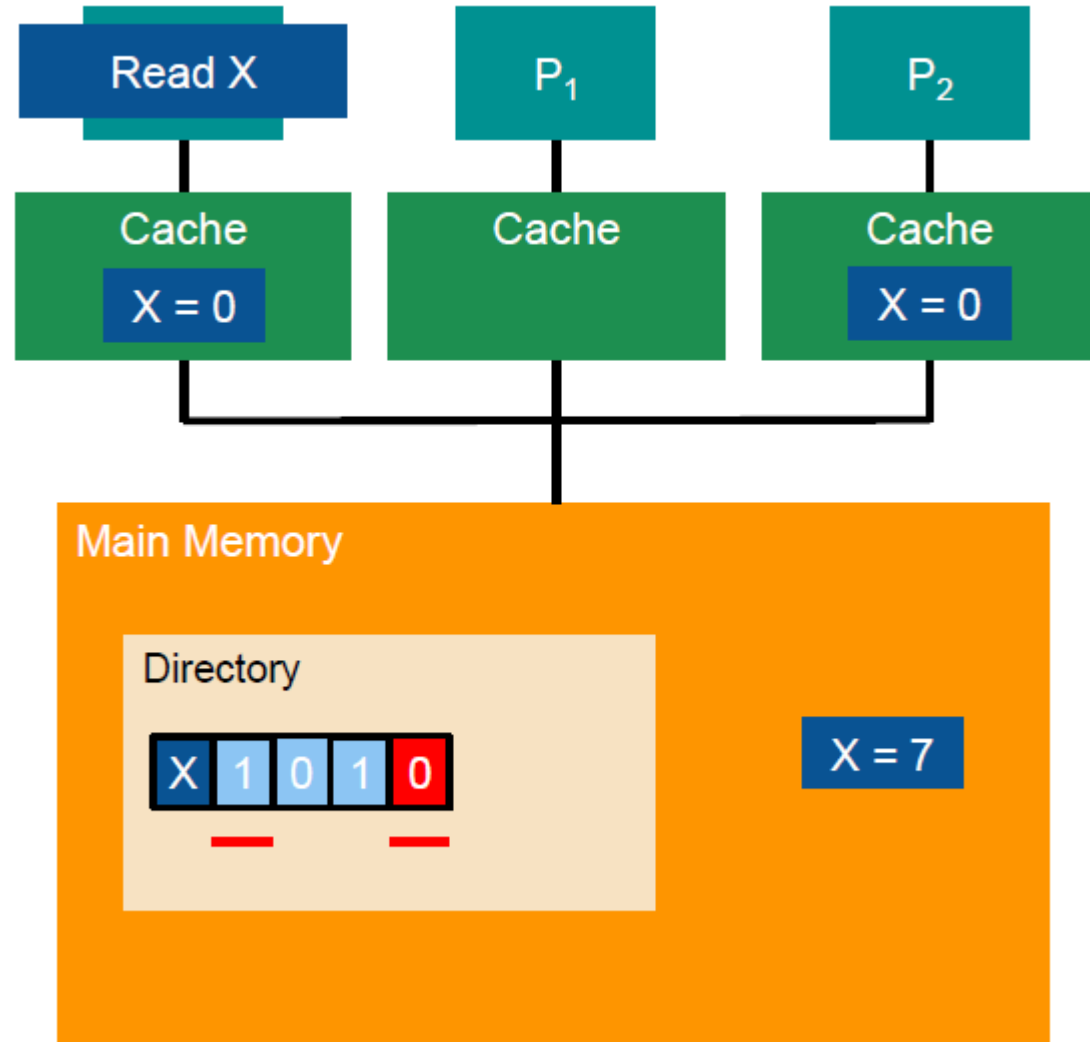 Read X
P₁
P₂
Cache
Cache
Cache
X = 0
X = 0
Main Memory
Directory
X 1 0 1 0
X = 7